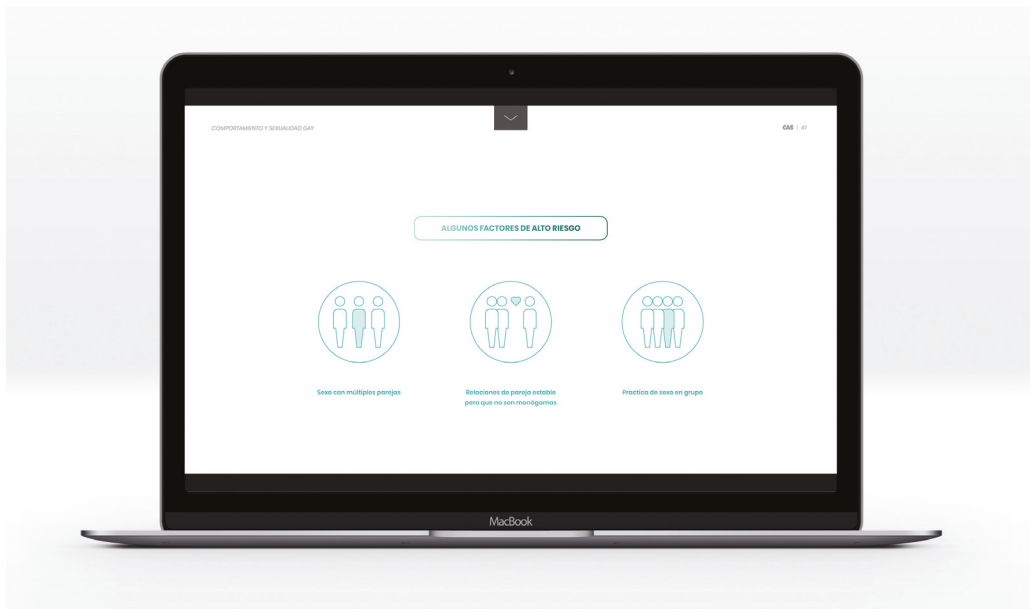 COMPORTAMIENTO Y SEXUALIDAD GAY
CAS | 47
ALGUNOS FACTORES DE ALTO RIESGO
Sexo con múltiples parejas
Relaciones de pareja estable
pero que no son monógamas
Practica de sexo en grupo
MacBook